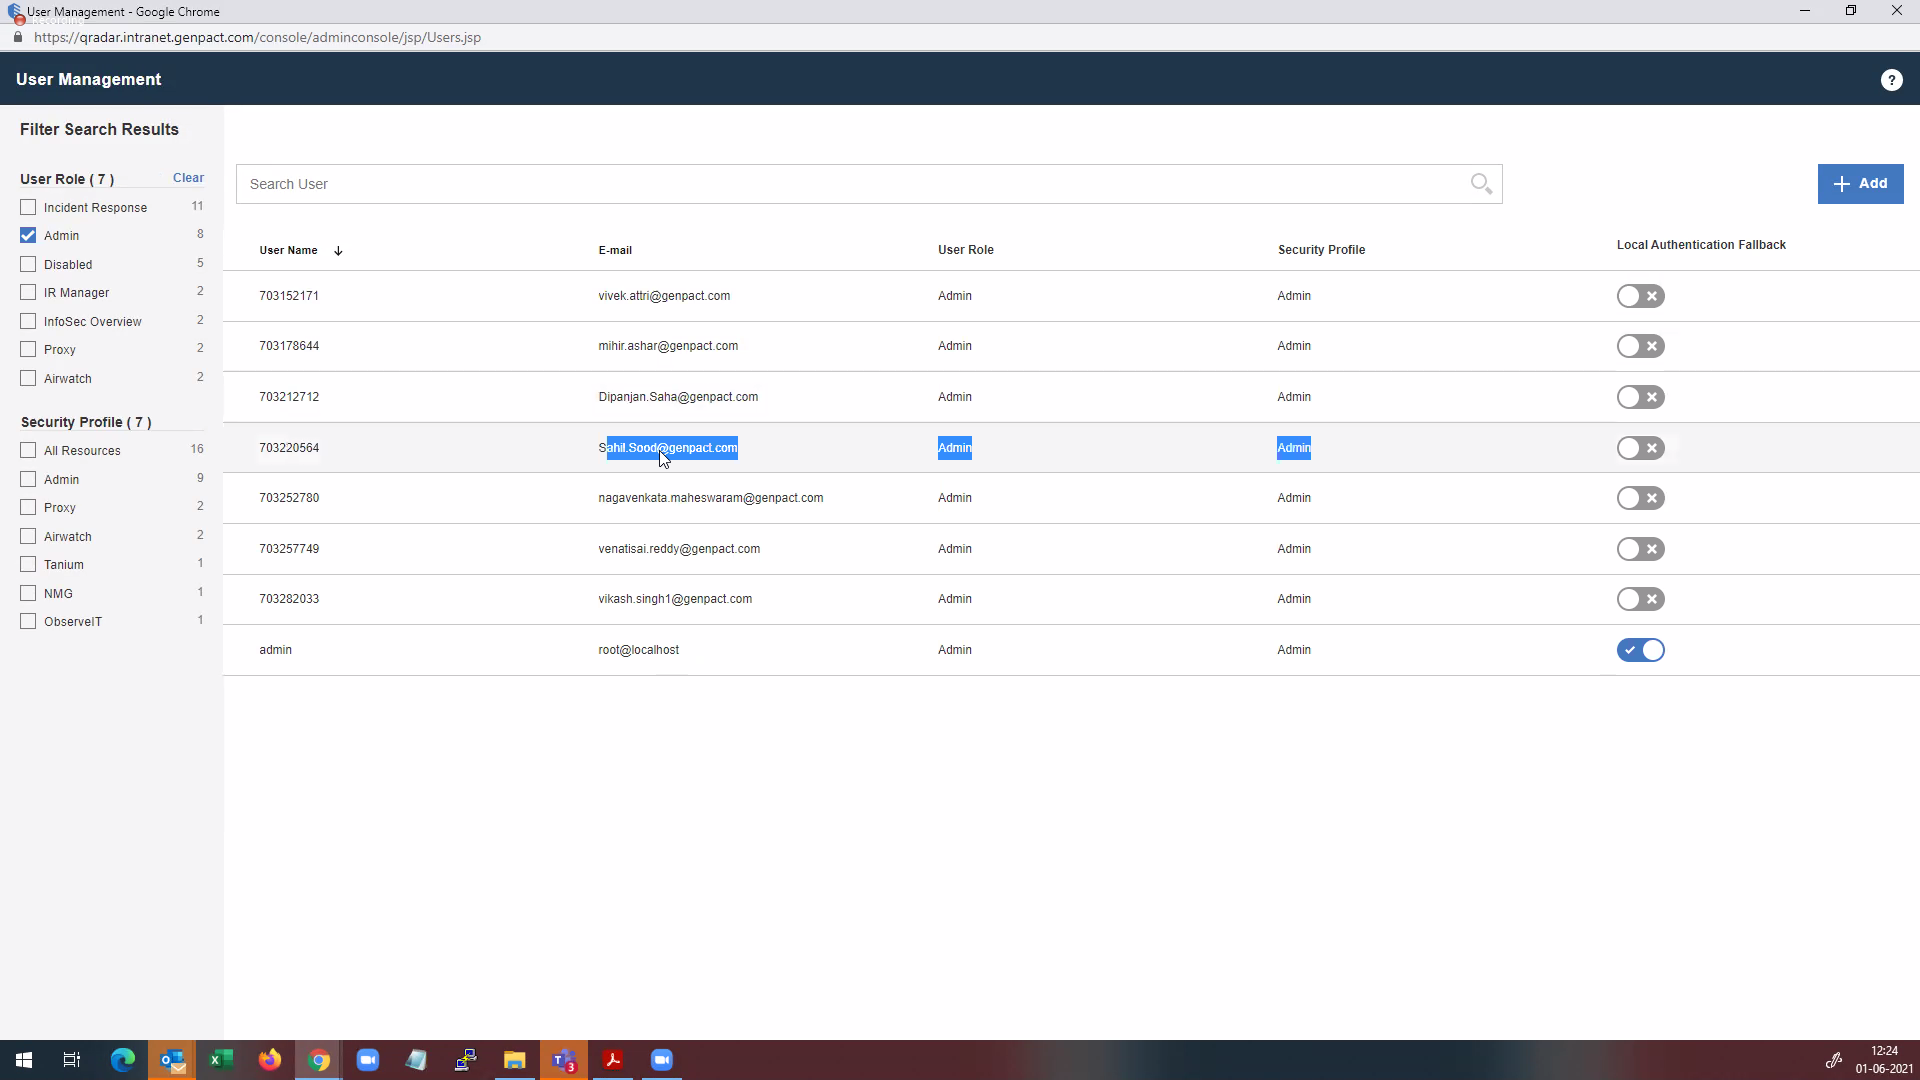 User Management - Google Chrome
https://qradar.intranet.genpact.com/console/adminconsole/jsp/Users.jsp
User Management
?
Filter Search Results
User Role ( 7 ) Clear
Incident Response 11
Admin 8
Disabled 5
IR Manager 2
InfoSec Overview 2
Proxy 2
Airwatch 2
Security Profile ( 7 )
All Resources 16
Admin 9
Proxy 2
Airwatch 2
Tanium 1
NMG 1
ObserveIT 1
Search User
Add
User Name E-mail User Role Security Profile Local Authentication Fallback
703152171 vivek.attri@genpact.com Admin Admin
703178644 mihir.ashar@genpact.com Admin Admin
703212712 Dipanjan.Saha@genpact.com Admin Admin
703220564 Sahil.Sood@genpact.com Admin Admin
703252780 nagavenkata.maheswaram@genpact.com Admin Admin
703257749 venatisai.reddy@genpact.com Admin Admin
703282033 vikash.singh1@genpact.com Admin Admin
admin root@localhost Admin Admin
3
12:24
01-06-2021